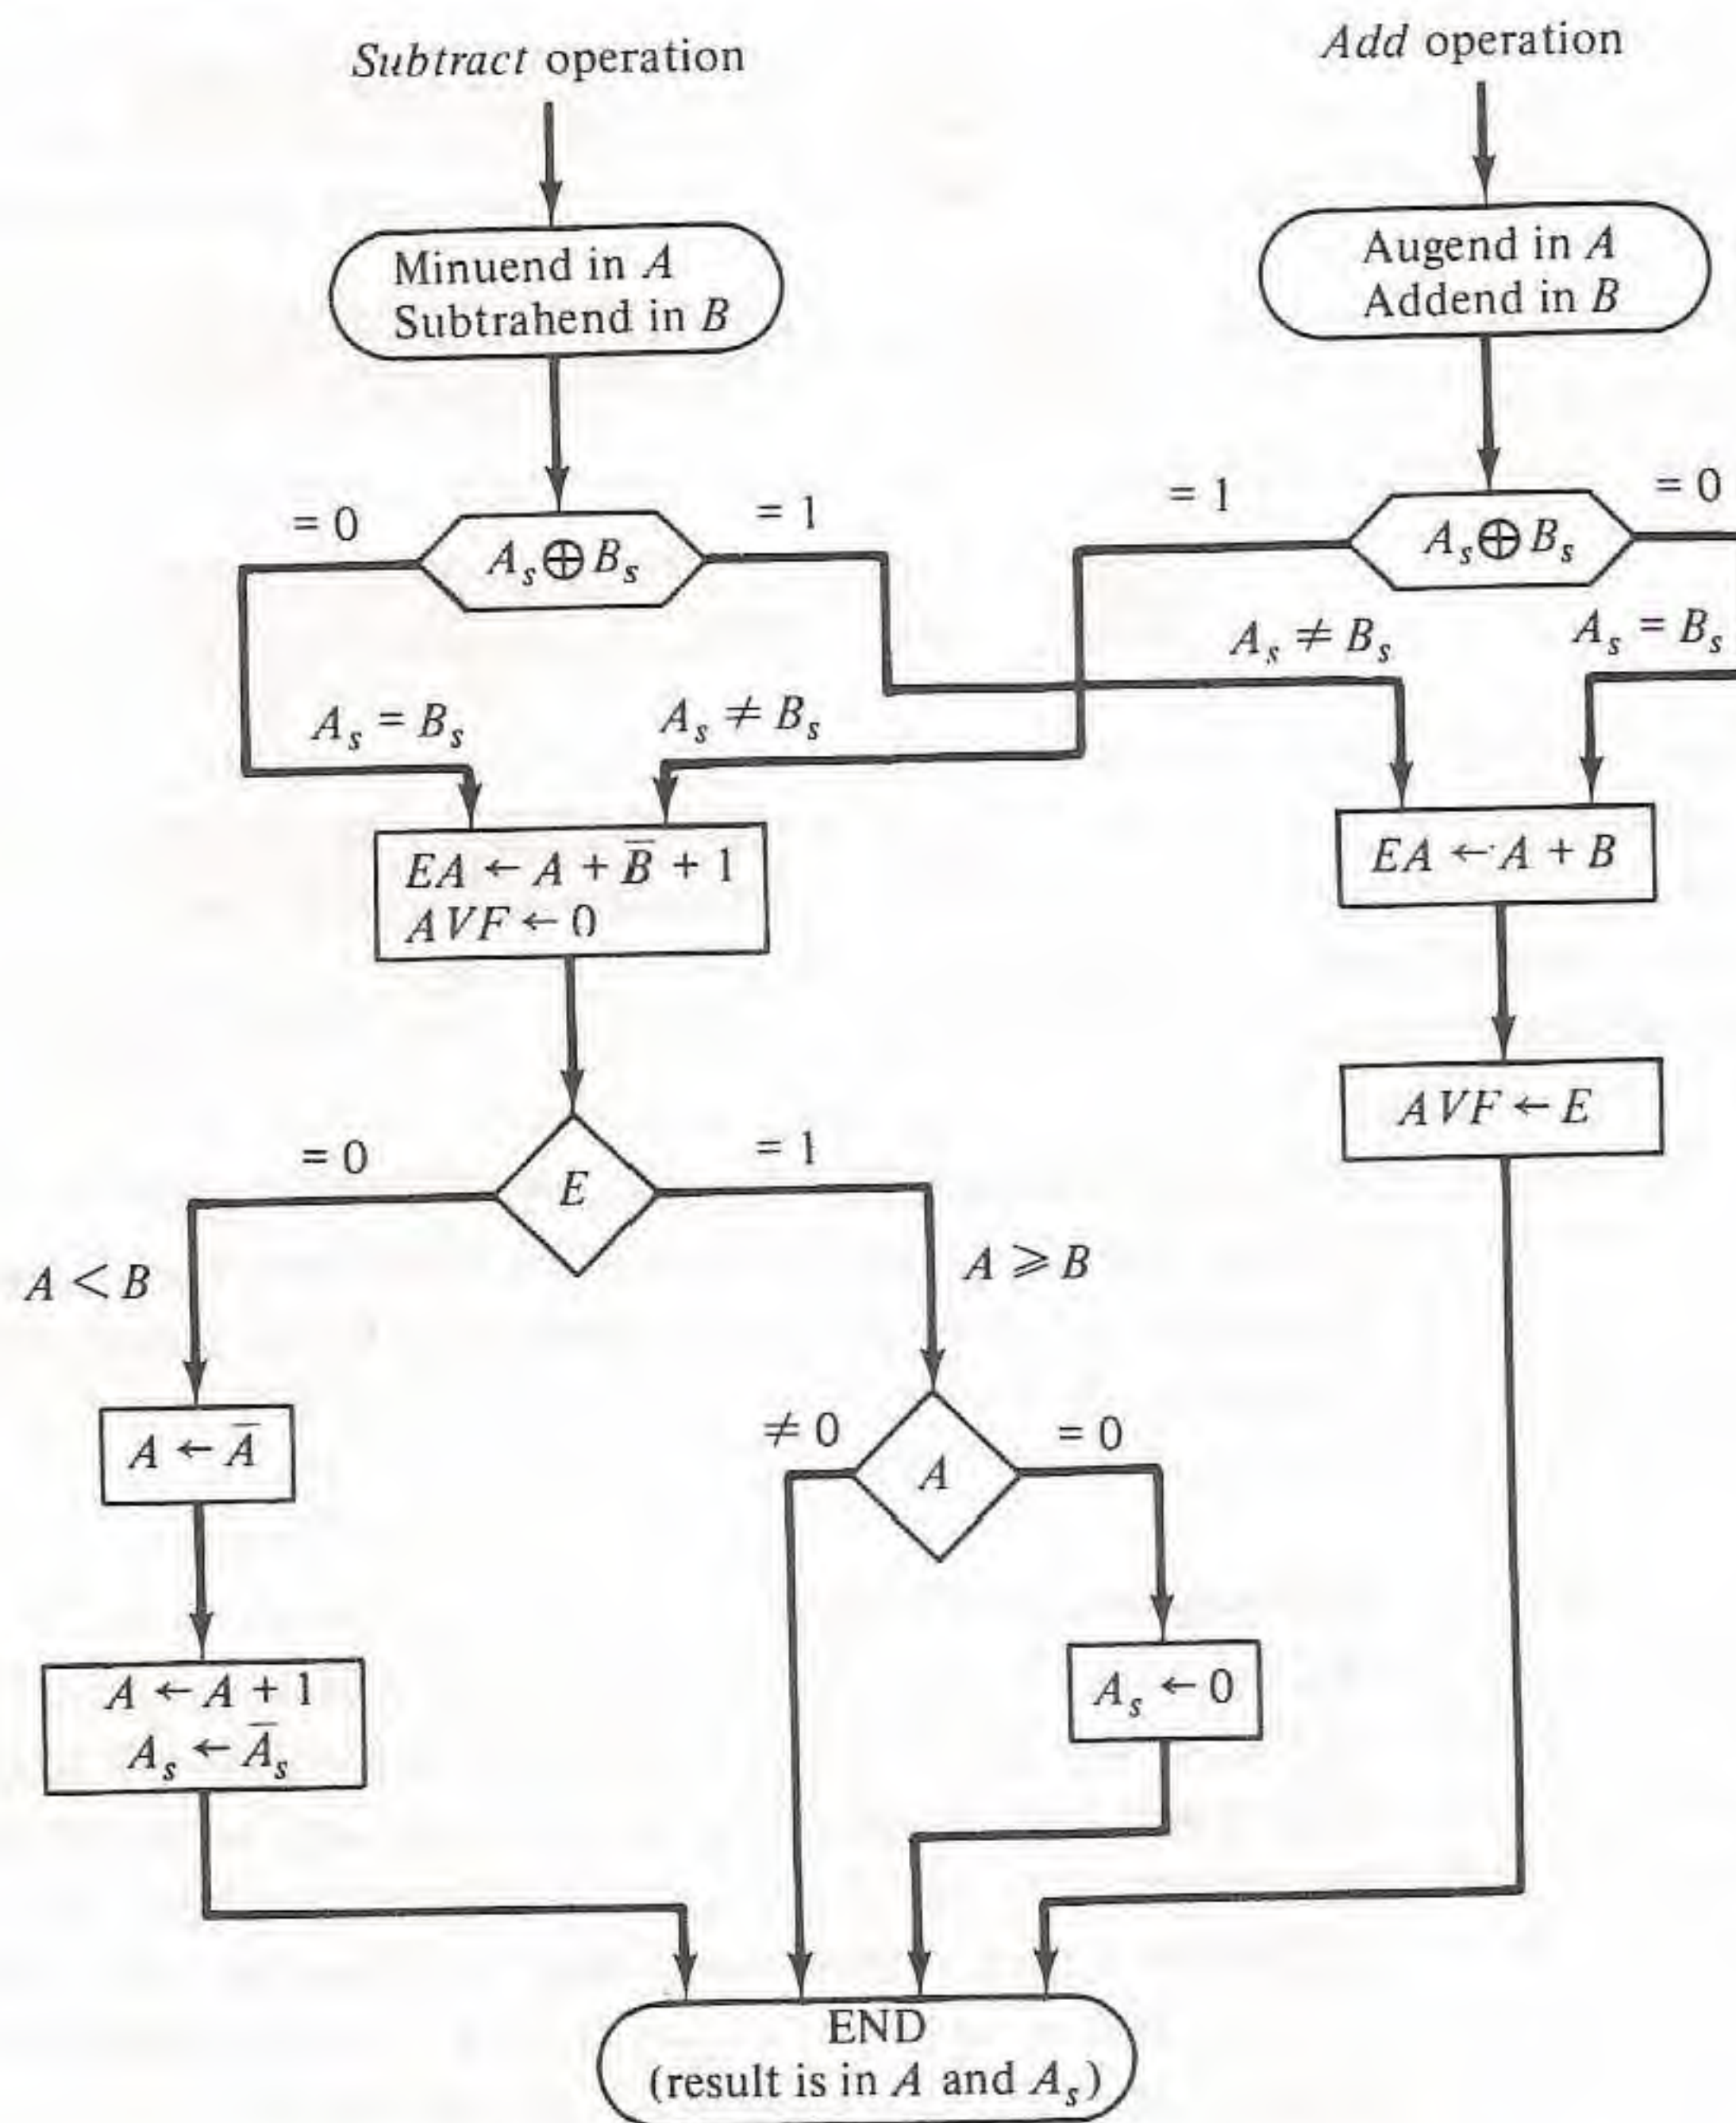 Subtract operation
Add operation
Minuend in A
Subtrahend in B
Augend in A
Addend in B
= 0
A_s ⊕ B_s
= 1
= 1
A_s ⊕ B_s
= 0
A_s ≠ B_s
A_s = B_s
A_s = B_s
A_s ≠ B_s
EA ← A + B̅ + 1
AVF ← 0
EA ← A + B
AVF ← E
= 0
E
= 1
A < B
A ⩾ B
A ← A̅
≠ 0
A
= 0
A ← A + 1
A_s ← A̅_s
A_s ← 0
END
(result is in A and A_s)